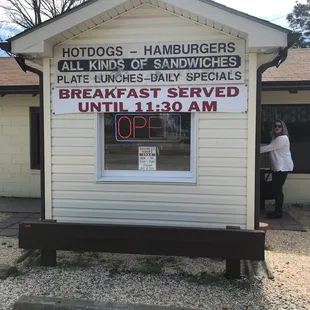 HOTDOGS - HAMBURGERS
ALL KINDS OF SANDWICHES
PLATE LUNCHES-DAILY SPECIALS
BREAKFAST SERVED
UNTIL 11:30 AM
OPE